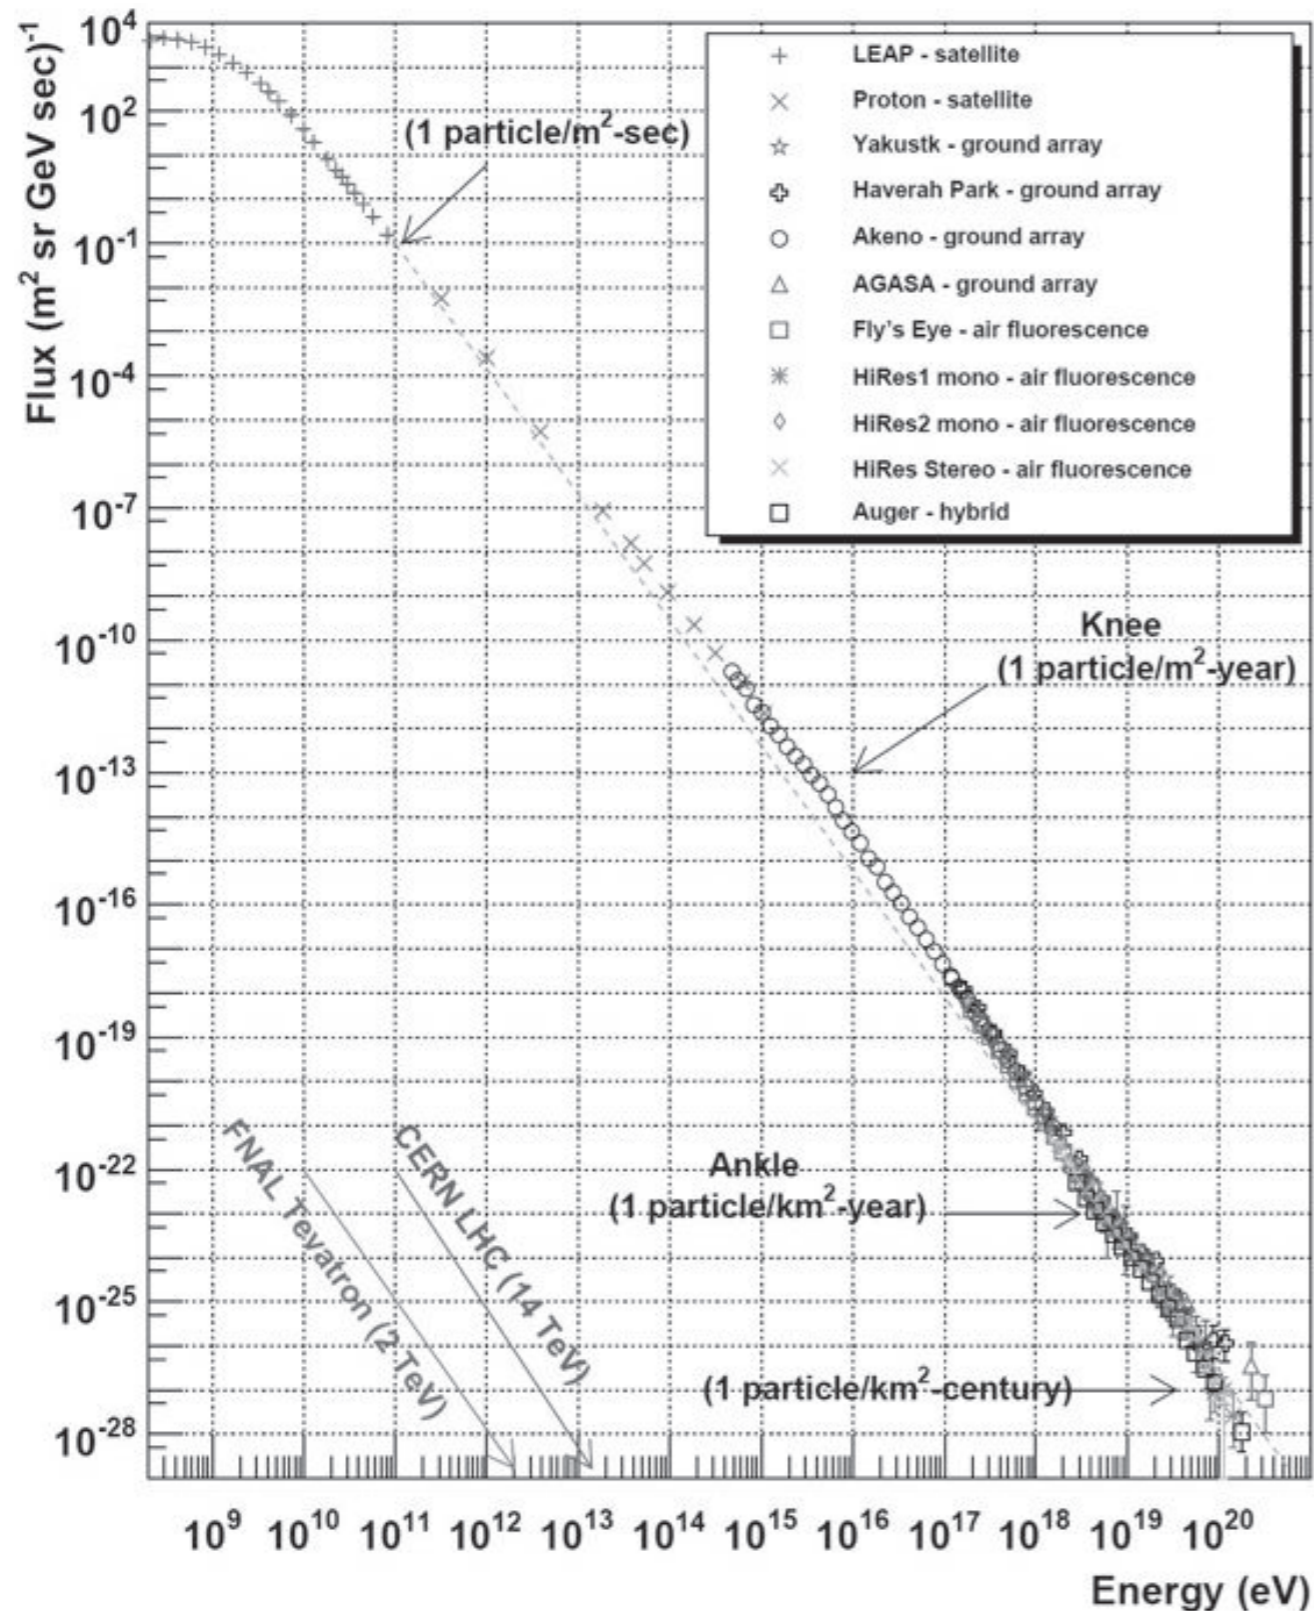 Flux (m² sr GeV sec)⁻¹
10⁴
10²
10⁻¹
10⁻⁴
10⁻⁷
10⁻¹⁰
10⁻¹³
10⁻¹⁶
10⁻¹⁹
10⁻²²
10⁻²⁵
10⁻²⁸
LEAP - satellite
Proton - satellite
Yakustk - ground array
Haverah Park - ground array
Akeno - ground array
AGASA - ground array
Fly's Eye - air fluorescence
HiRes1 mono - air fluorescence
HiRes2 mono - air fluorescence
HiRes Stereo - air fluorescence
Auger - hybrid
(1 particle/m²-sec)
Knee
(1 particle/m²-year)
Ankle
(1 particle/km²-year)
(1 particle/km²-century)
FNAL Tevatron (2 TeV)
CERN LHC (14 TeV)
10⁹ 10¹⁰ 10¹¹ 10¹² 10¹³ 10¹⁴ 10¹⁵ 10¹⁶ 10¹⁷ 10¹⁸ 10¹⁹ 10²⁰
Energy (eV)